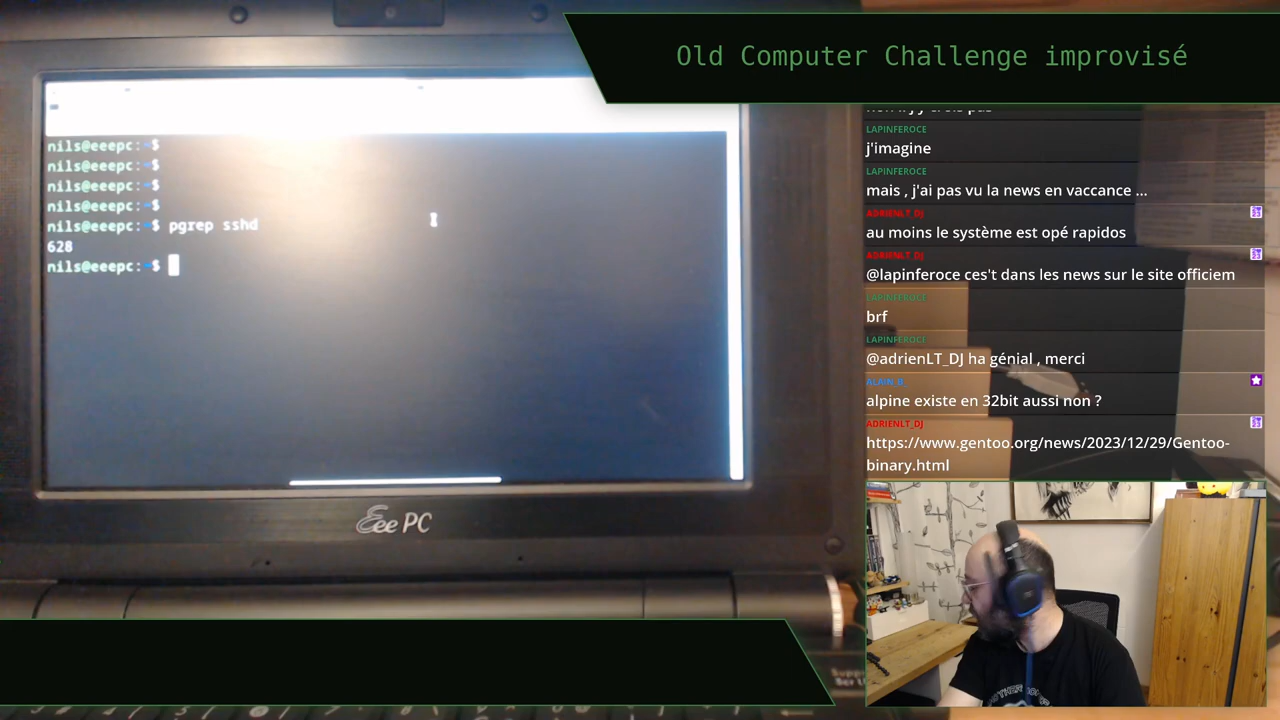 Old Computer Challenge improvisé
nils@eeepc:~$
nils@eeepc:~$
nils@eeepc:~$
nils@eeepc:~$
nils@eeepc:~$ pgrep sshd
628
nils@eeepc:~$
Eee PC
LAPINFEROCE
j'imagine
LAPINFEROCE
mais , j'ai pas vu la news en vaccance ...
ADRIENLT_DJ
au moins le système est opé rapidos
ADRIENLT_DJ
@lapinferoce ces't dans les news sur le site officiem
LAPINFEROCE
brf
LAPINFEROCE
@adrienLT_DJ ha génial , merci
ALAIN_B_
alpine existe en 32bit aussi non ?
ADRIENLT_DJ
https://www.gentoo.org/news/2023/12/29/Gentoo-
binary.html